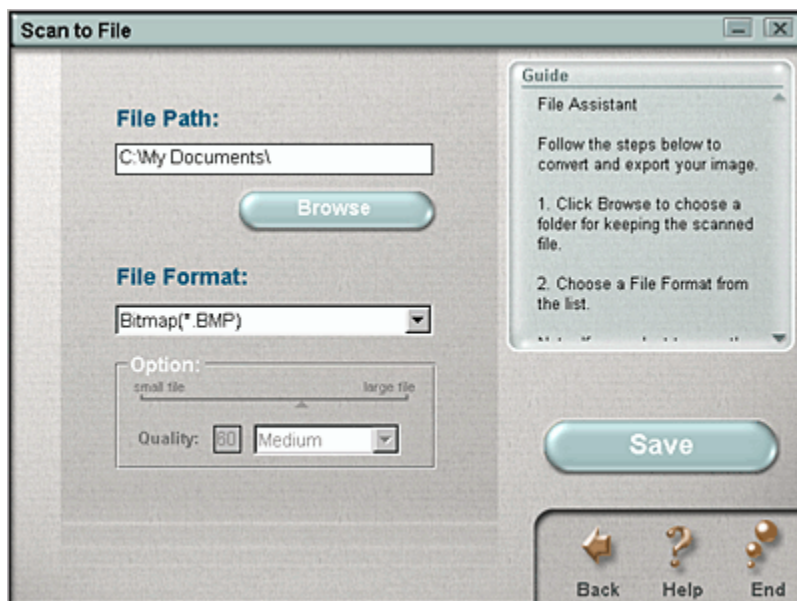 Scan to File
File Path:
C:\My Documents\
Browse
File Format:
Bitmap(*.BMP)
Option:
small file large file
Quality: 60 Medium
Guide
File Assistant
Follow the steps below to
convert and export your image.
1. Click Browse to choose a
folder for keeping the scanned
file.
2. Choose a File Format from
the list.
Save
Back Help End